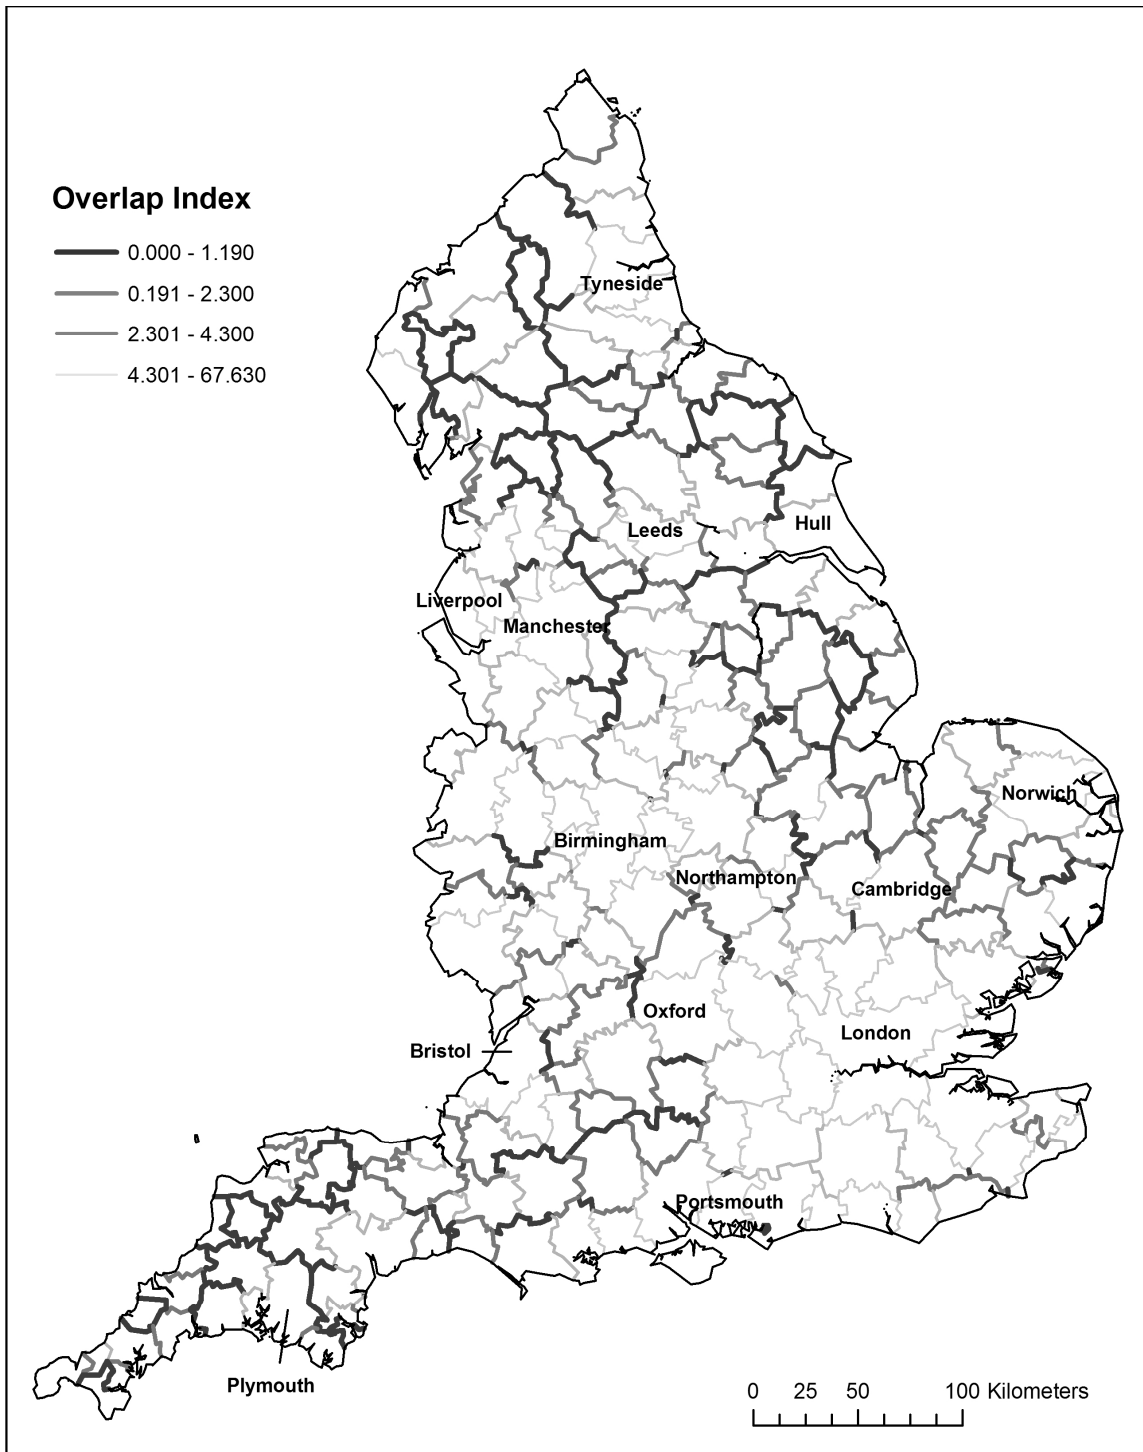 Overlap Index
0.000 - 1.190
0.191 - 2.300
2.301 - 4.300
4.301 - 67.630
Tyneside
Hull
Leeds
Liverpool
Manchester
Norwich
Birmingham
Northampton
Cambridge
Oxford
London
Bristol
Portsmouth
Plymouth
0 25 50 100 Kilometers